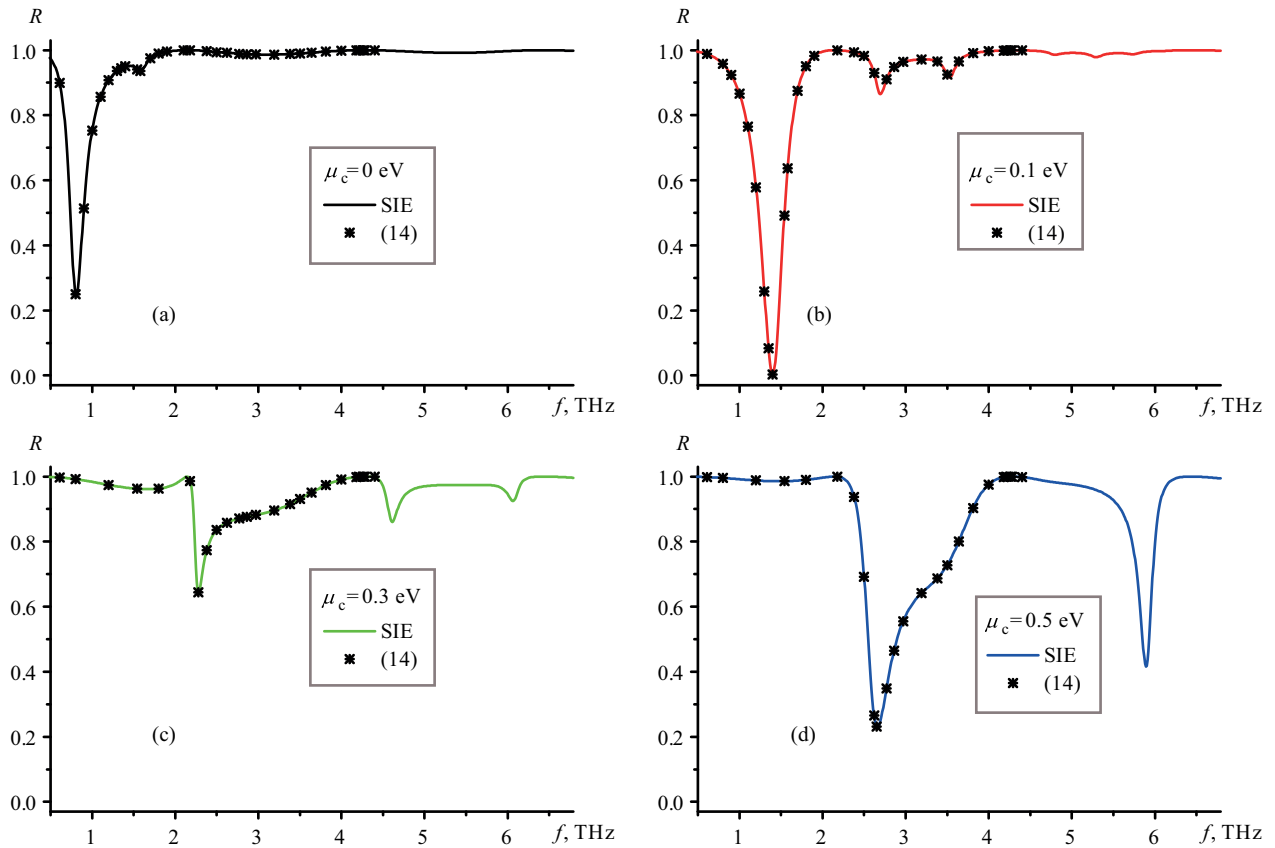 R
1.0
0.8
0.6
0.4
0.2
0.0
μc=0 eV
SIE
(14)
(a)
1 2 3 4 5 6 f, THz
R
1.0
0.8
0.6
0.4
0.2
0.0
μc=0.1 eV
SIE
(14)
(b)
1 2 3 4 5 6 f, THz
R
1.0
0.8
0.6
0.4
0.2
0.0
μc=0.3 eV
SIE
(14)
(c)
1 2 3 4 5 6 f, THz
R
1.0
0.8
0.6
0.4
0.2
0.0
μc=0.5 eV
SIE
(14)
(d)
1 2 3 4 5 6 f, THz